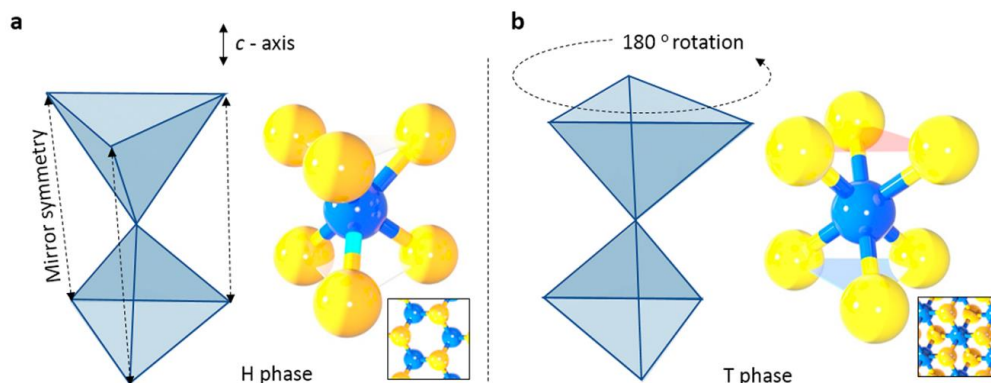 a
c - axis
Mirror symmetry
H phase
b
180 º rotation
T phase